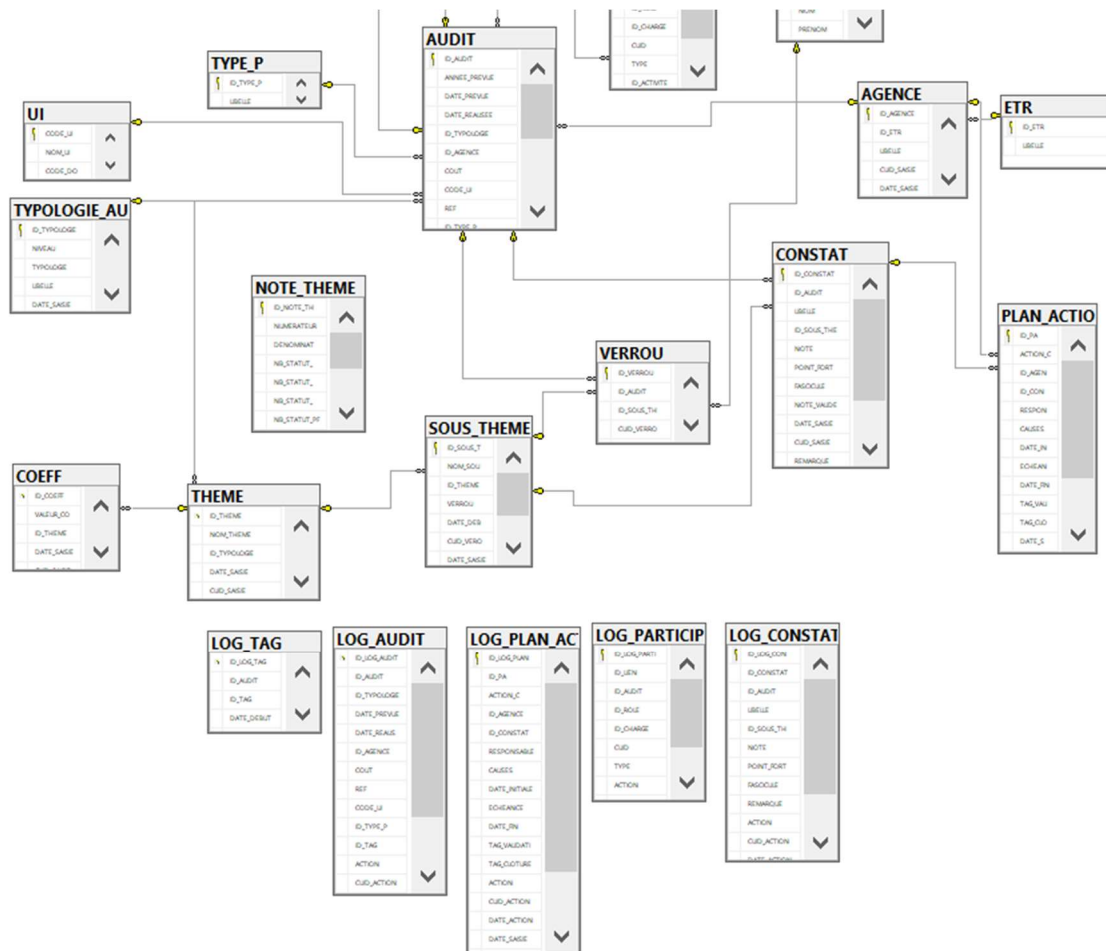 ID_CHARGE
CUID
TYPE
ID_ACTIVITE
PRENOM
AUDIT
ID_AUDIT
ANNEE_PREVUE
DATE_PREVUE
DATE_REALISEE
ID_TYPOLOGIE
ID_AGENCE
COUT
CODE_UI
REF
ID_TYPE_P
TYPE_P
ID_TYPE_P
LIBELLE
UI
CODE_UI
NOM_UI
CODE_DO
AGENCE
ID_AGENCE
ID_ETR
LIBELLE
CUID_SAISIE
DATE_SAISIE
ETR
ID_ETR
LIBELLE
TYPOLOGIE_AU
ID_TYPOLOGIE
NIVEAU
TYPOLOGIE
LIBELLE
DATE_SAISIE
NOTE_THEME
ID_NOTE_TH
NUMERATEUR
DENOMINAT
NB_STATUT_
NB_STATUT_
NB_STATUT_
NB_STATUT_PF
CONSTAT
ID_CONSTAT
ID_AUDIT
LIBELLE
ID_SOUS_THE
NOTE
POINT_FORT
FASCICULE
NOTE_VALIDE
DATE_SAISIE
CUID_SAISIE
REMARQUE
PLAN_ACTIO
ID_PA
ACTION_C
ID_AGEN
ID_CON
RESPON
CAUSES
DATE_IN
ECHEAN
DATE_FIN
TAG_VALI
TAG_CLO
DATE_S
VERROU
ID_VERROU
ID_AUDIT
ID_SOUS_TH
CUID_VERRO
SOUS_THEME
ID_SOUS_T
NOM_SOU
ID_THEME
VERROU
DATE_DEB
CUID_VERO
DATE_SAISIE
COEFF
ID_COEFF
VALEUR_CO
ID_THEME
DATE_SAISIE
THEME
ID_THEME
NOM_THEME
ID_TYPOLOGIE
DATE_SAISIE
CUID_SAISIE
LOG_TAG
ID_LOG_TAG
ID_AUDIT
ID_TAG
DATE_DEBUT
LOG_AUDIT
ID_LOG_AUDIT
ID_AUDIT
ID_TYPOLOGIE
DATE_PREVUE
DATE_REALIS
ID_AGENCE
COUT
REF
CODE_UI
ID_TYPE_P
ID_TAG
ACTION
CUID_ACTION
LOG_PLAN_ACT
ID_LOG_PLAN
ID_PA
ACTION_C
ID_AGENCE
ID_CONSTAT
RESPONSABLE
CAUSES
DATE_INITIALE
ECHEANCE
DATE_FIN
TAG_VALIDATI
TAG_CLOTURE
ACTION
CUID_ACTION
DATE_ACTION
DATE_SAISIE
LOG_PARTICIP
ID_LOG_PARTI
ID_LIEN
ID_AUDIT
ID_ROLE
ID_CHARGE
CUID
TYPE
ACTION
LOG_CONSTAT
ID_LOG_CON
ID_CONSTAT
ID_AUDIT
LIBELLE
ID_SOUS_THI
NOTE
POINT_FORT
FASCICULE
REMARQUE
ACTION
CUID_ACTION
DATE_ACTION